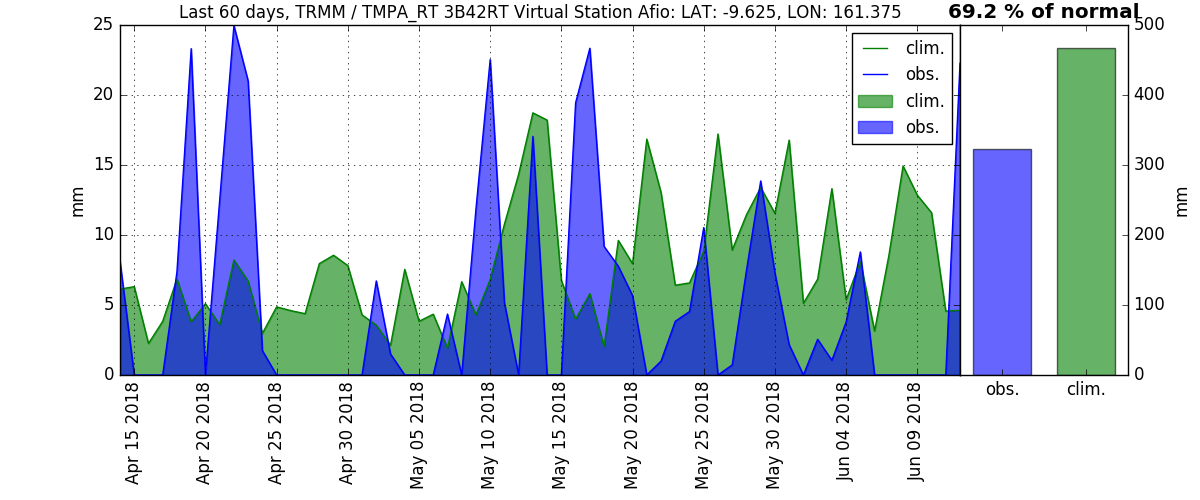 Last 60 days, TRMM / TMPA_RT 3B42RT Virtual Station Afio: LAT: -9.625, LON: 161.375
69.2 % of normal
25
20
15
10
5
0
mm
clim.
obs.
clim.
obs.
500
400
300
200
100
0
mm
Apr 15 2018
Apr 20 2018
Apr 25 2018
Apr 30 2018
May 05 2018
May 10 2018
May 15 2018
May 20 2018
May 25 2018
May 30 2018
Jun 04 2018
Jun 09 2018
obs.
clim.